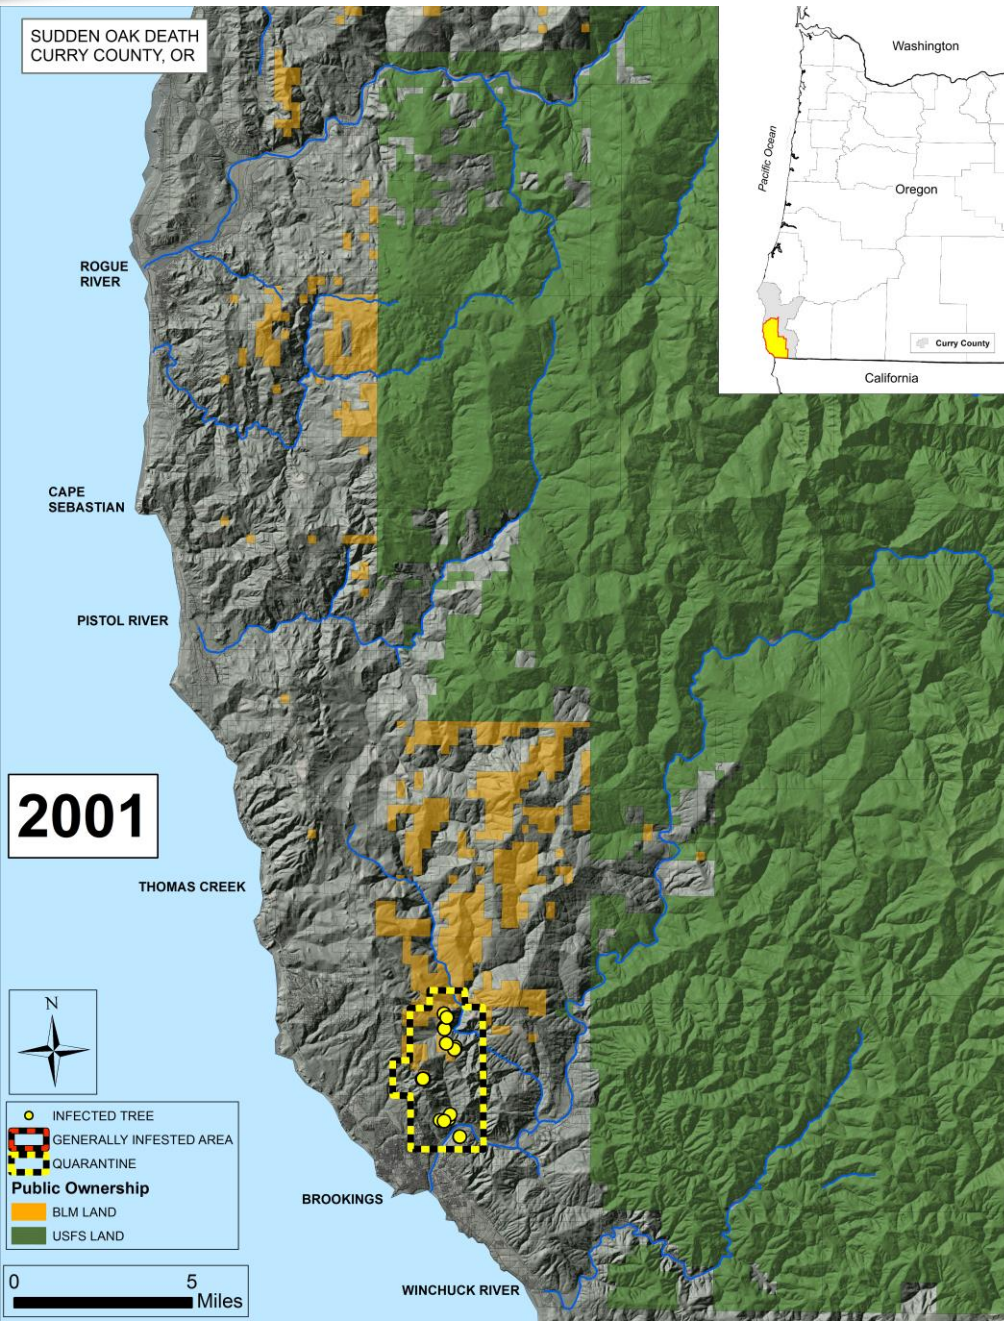 SUDDEN OAK DEATH
CURRY COUNTY, OR
Washington
Pacific Ocean
Oregon
Curry County
California
ROGUE
RIVER
CAPE
SEBASTIAN
PISTOL RIVER
2001
THOMAS CREEK
N
INFECTED TREE
GENERALLY INFESTED AREA
QUARANTINE
Public Ownership
BLM LAND
USFS LAND
BROOKINGS
0 5
Miles
WINCHUCK RIVER